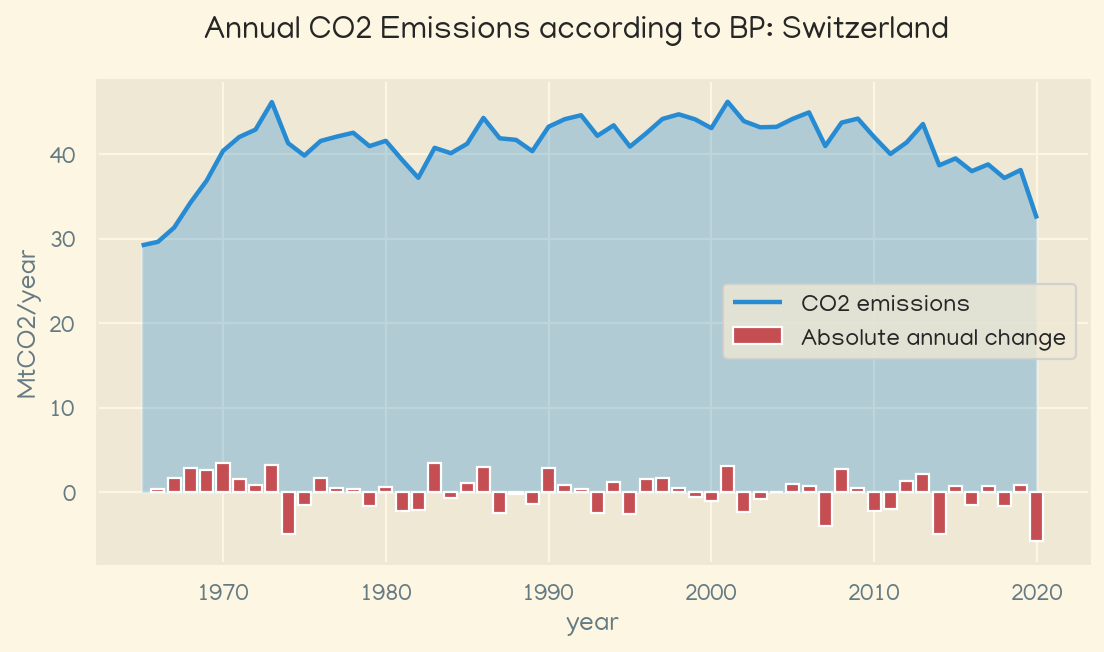 Annual CO2 Emissions according to BP: Switzerland
MtCO2/year
40
30
20
10
0
CO2 emissions
Absolute annual change
1970 1980 1990 2000 2010 2020
year